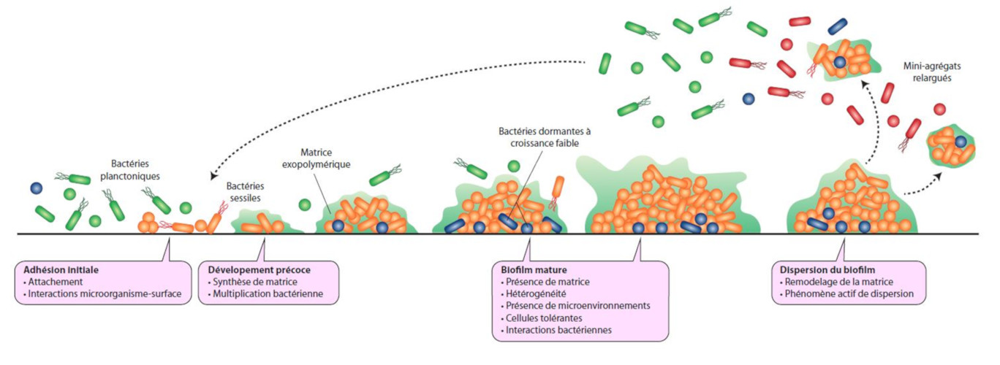 Mini-agrégats
relargués
Bactéries dormantes à
croissance faible
Matrice
exopolymérique
Bactéries
planctoniques
Bactéries
sessiles
Adhésion initiale
• Attachement
• Interactions microorganisme-surface
Dévelopement précoce
• Synthèse de matrice
• Multiplication bactérienne
Biofilm mature
• Présence de matrice
• Hétérogénéité
• Présence de microenvironnements
• Cellules tolérantes
• Interactions bactériennes
Dispersion du biofilm
• Remodelage de la matrice
• Phénomène actif de dispersion